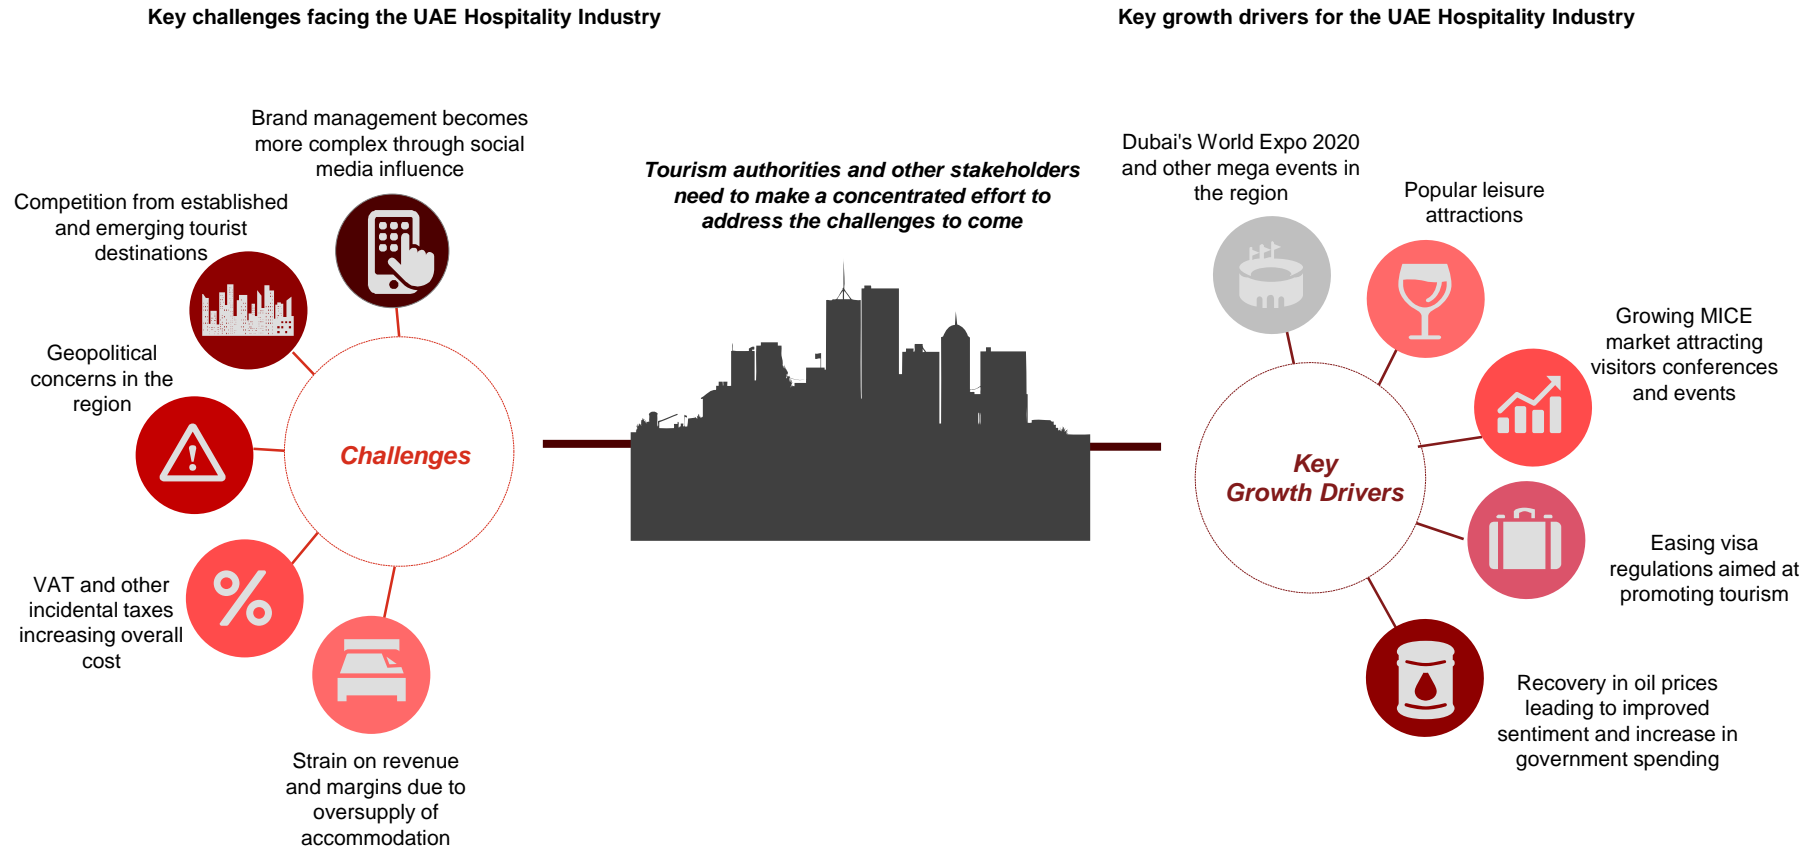 Key challenges facing the UAE Hospitality Industry
Key growth drivers for the UAE Hospitality Industry
Brand management becomes
more complex through social
media influence
Competition from established
and emerging tourist
destinations
Geopolitical
concerns in the
region
VAT and other
incidental taxes
increasing overall
cost
Strain on revenue
and margins due to
oversupply of
accommodation
Challenges
Tourism authorities and other stakeholders
need to make a concentrated effort to
address the challenges to come
Dubai's World Expo 2020
and other mega events in
the region
Popular leisure
attractions
Growing MICE
market attracting
visitors conferences
and events
Easing visa
regulations aimed at
promoting tourism
Recovery in oil prices
leading to improved
sentiment and increase in
government spending
Key
Growth Drivers